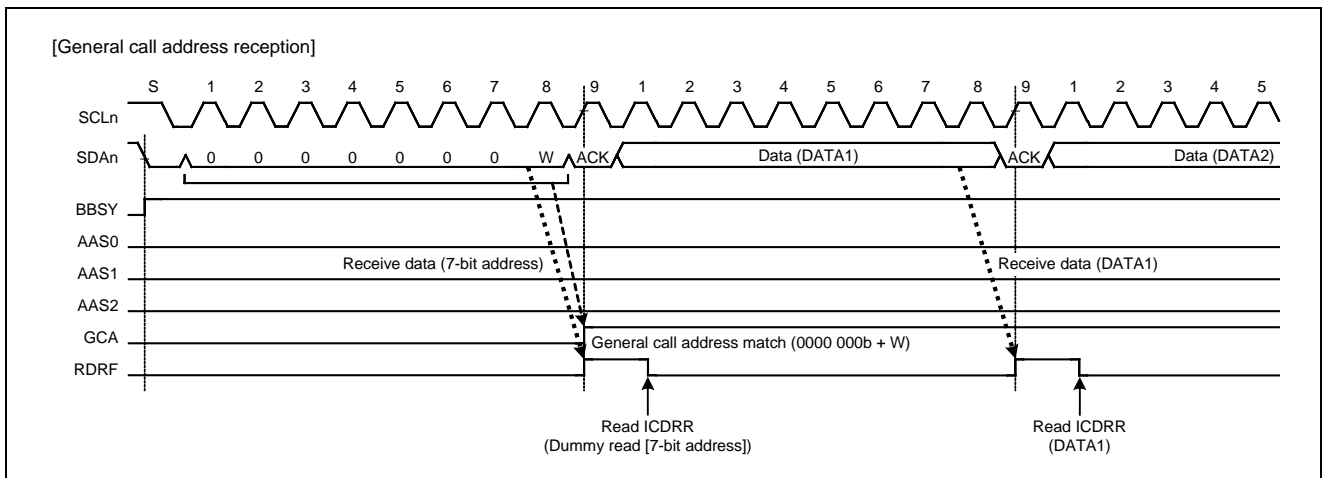 [General call address reception]
S 1 2 3 4 5 6 7 8 9 1 2 3 4 5 6 7 8 9 1 2 3 4 5
SCLn
SDAn 0 0 0 0 0 0 0 W ACK Data (DATA1) ACK Data (DATA2)
BBSY
AAS0
Receive data (7-bit address) Receive data (DATA1)
AAS1
AAS2
GCA
General call address match (0000 000b + W)
RDRF
Read ICDRR Read ICDRR
(Dummy read [7-bit address]) (DATA1)